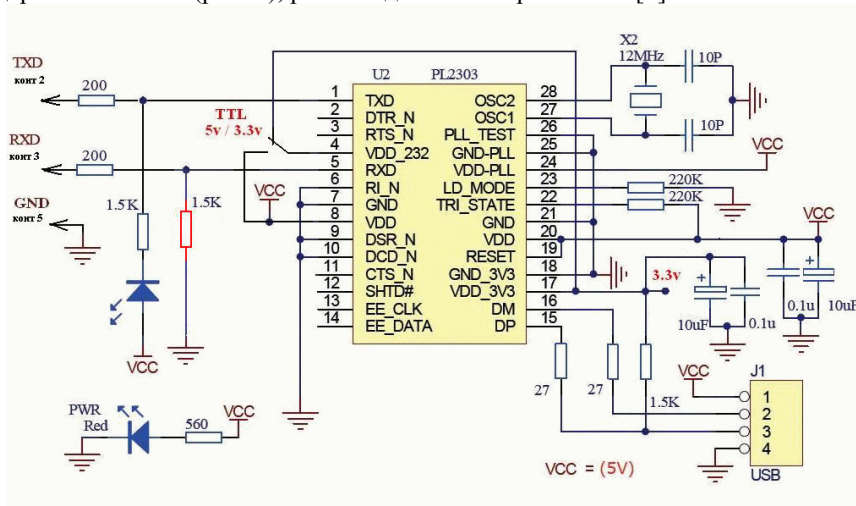 TXD
конт 2
200
RXD
конт 3
200
GND
конт 5
1.5K
1.5K
VCC
TTL
5v / 3.3v
VCC
PWR
Red
560
VCC
U2 PL2303
1 TXD
2 DTR_N
3 RTS_N
4 VDD_232
5 RXD
6 RI_N
7 GND
8 VDD
9 DSR_N
10 DCD_N
11 CTS_N
12 SHTD#
13 EE_CLK
14 EE_DATA
OSC2 28
OSC1 27
PLL_TEST 26
GND-PLL 25
VDD-PLL 24
LD_MODE 23
TRI_STATE 22
GND 21
VDD 20
RESET 19
GND_3V3 18
VDD_3V3 17
DM 16
DP 15
X2
12MHz
10P
10P
VCC
220K
220K
VCC
3.3v
+
10uF
0.1u
0.1u
+
10uF
27
27
1.5K
VCC
J1
1
2
3
4
USB
VCC = (5V)